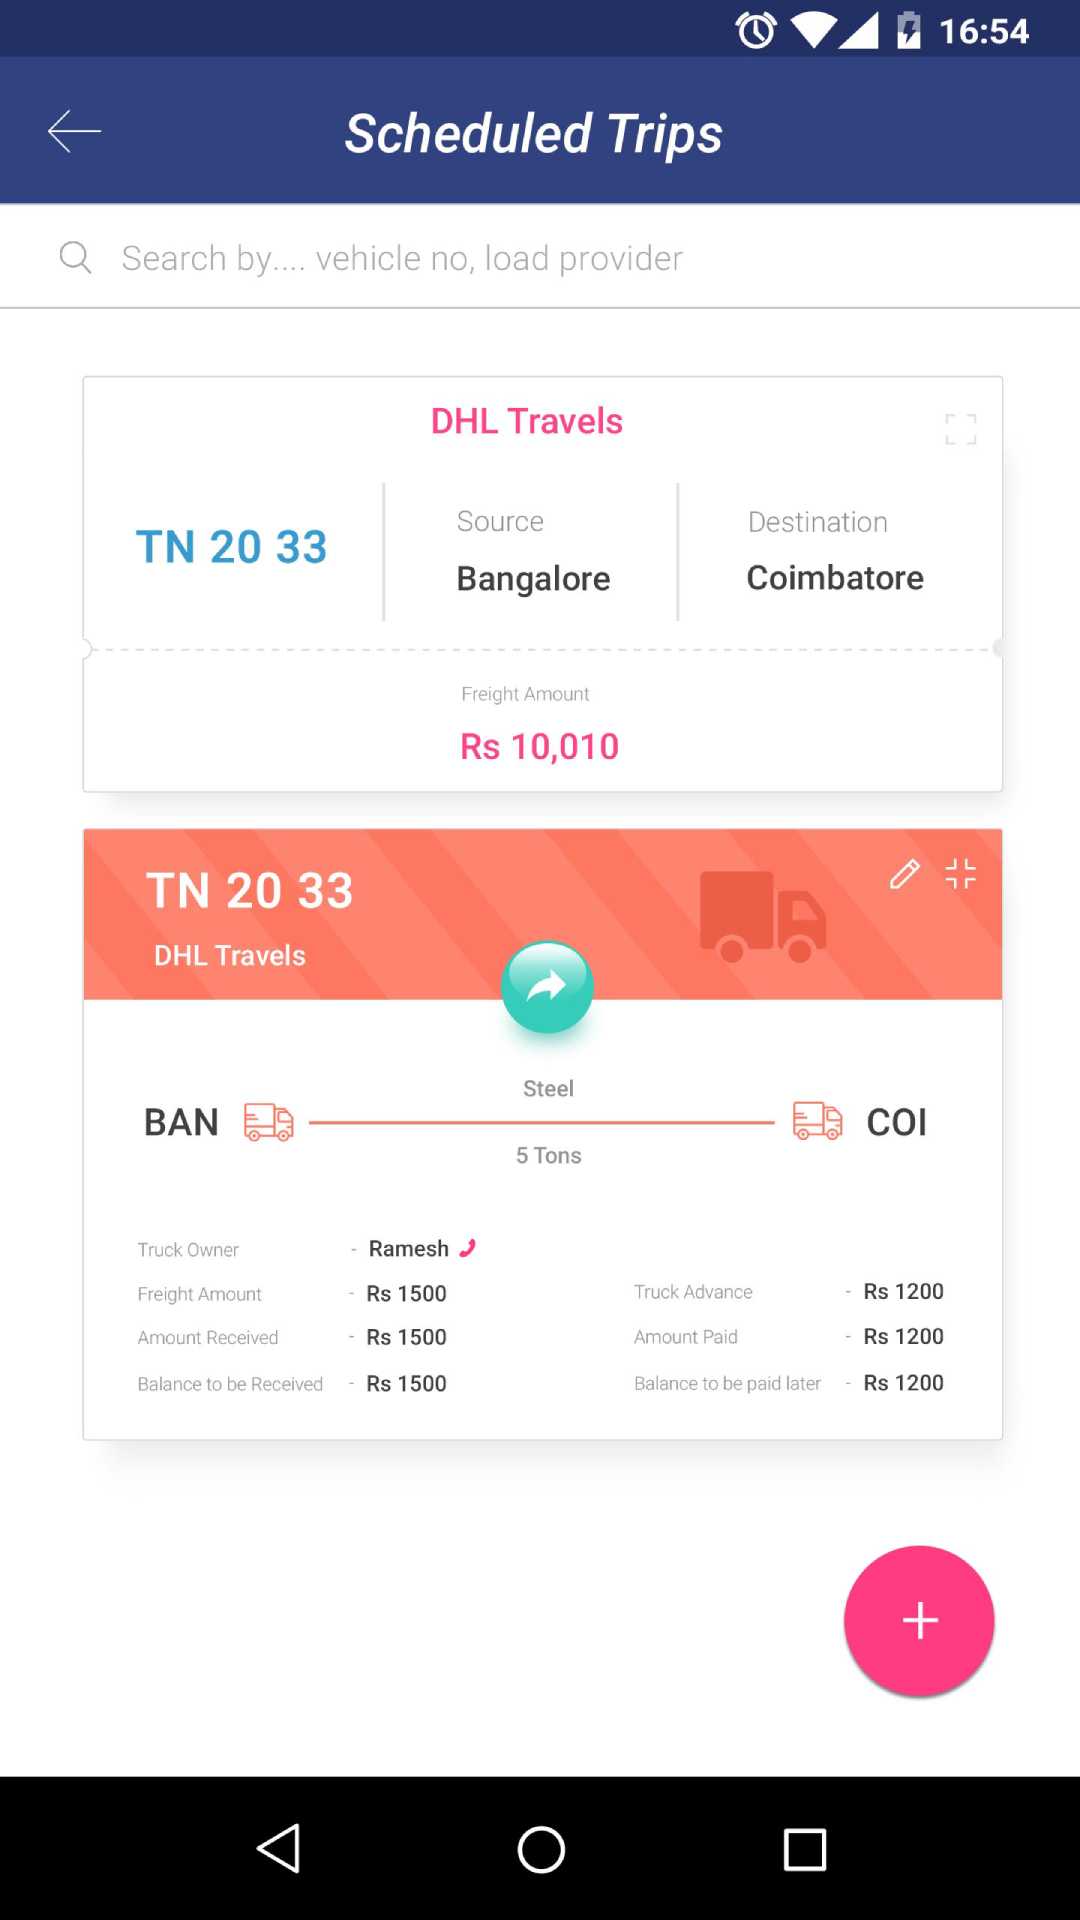 16:54
Scheduled Trips
Search by.... vehicle no, load provider
DHL Travels
TN 20 33
Source
Bangalore
Destination
Coimbatore
Freight Amount
Rs 10,010
TN 20 33
DHL Travels
Steel
BAN
COI
5 Tons
Truck Owner - Ramesh
Freight Amount - Rs 1500 Truck Advance - Rs 1200
Amount Received - Rs 1500 Amount Paid - Rs 1200
Balance to be Received - Rs 1500 Balance to be paid later - Rs 1200